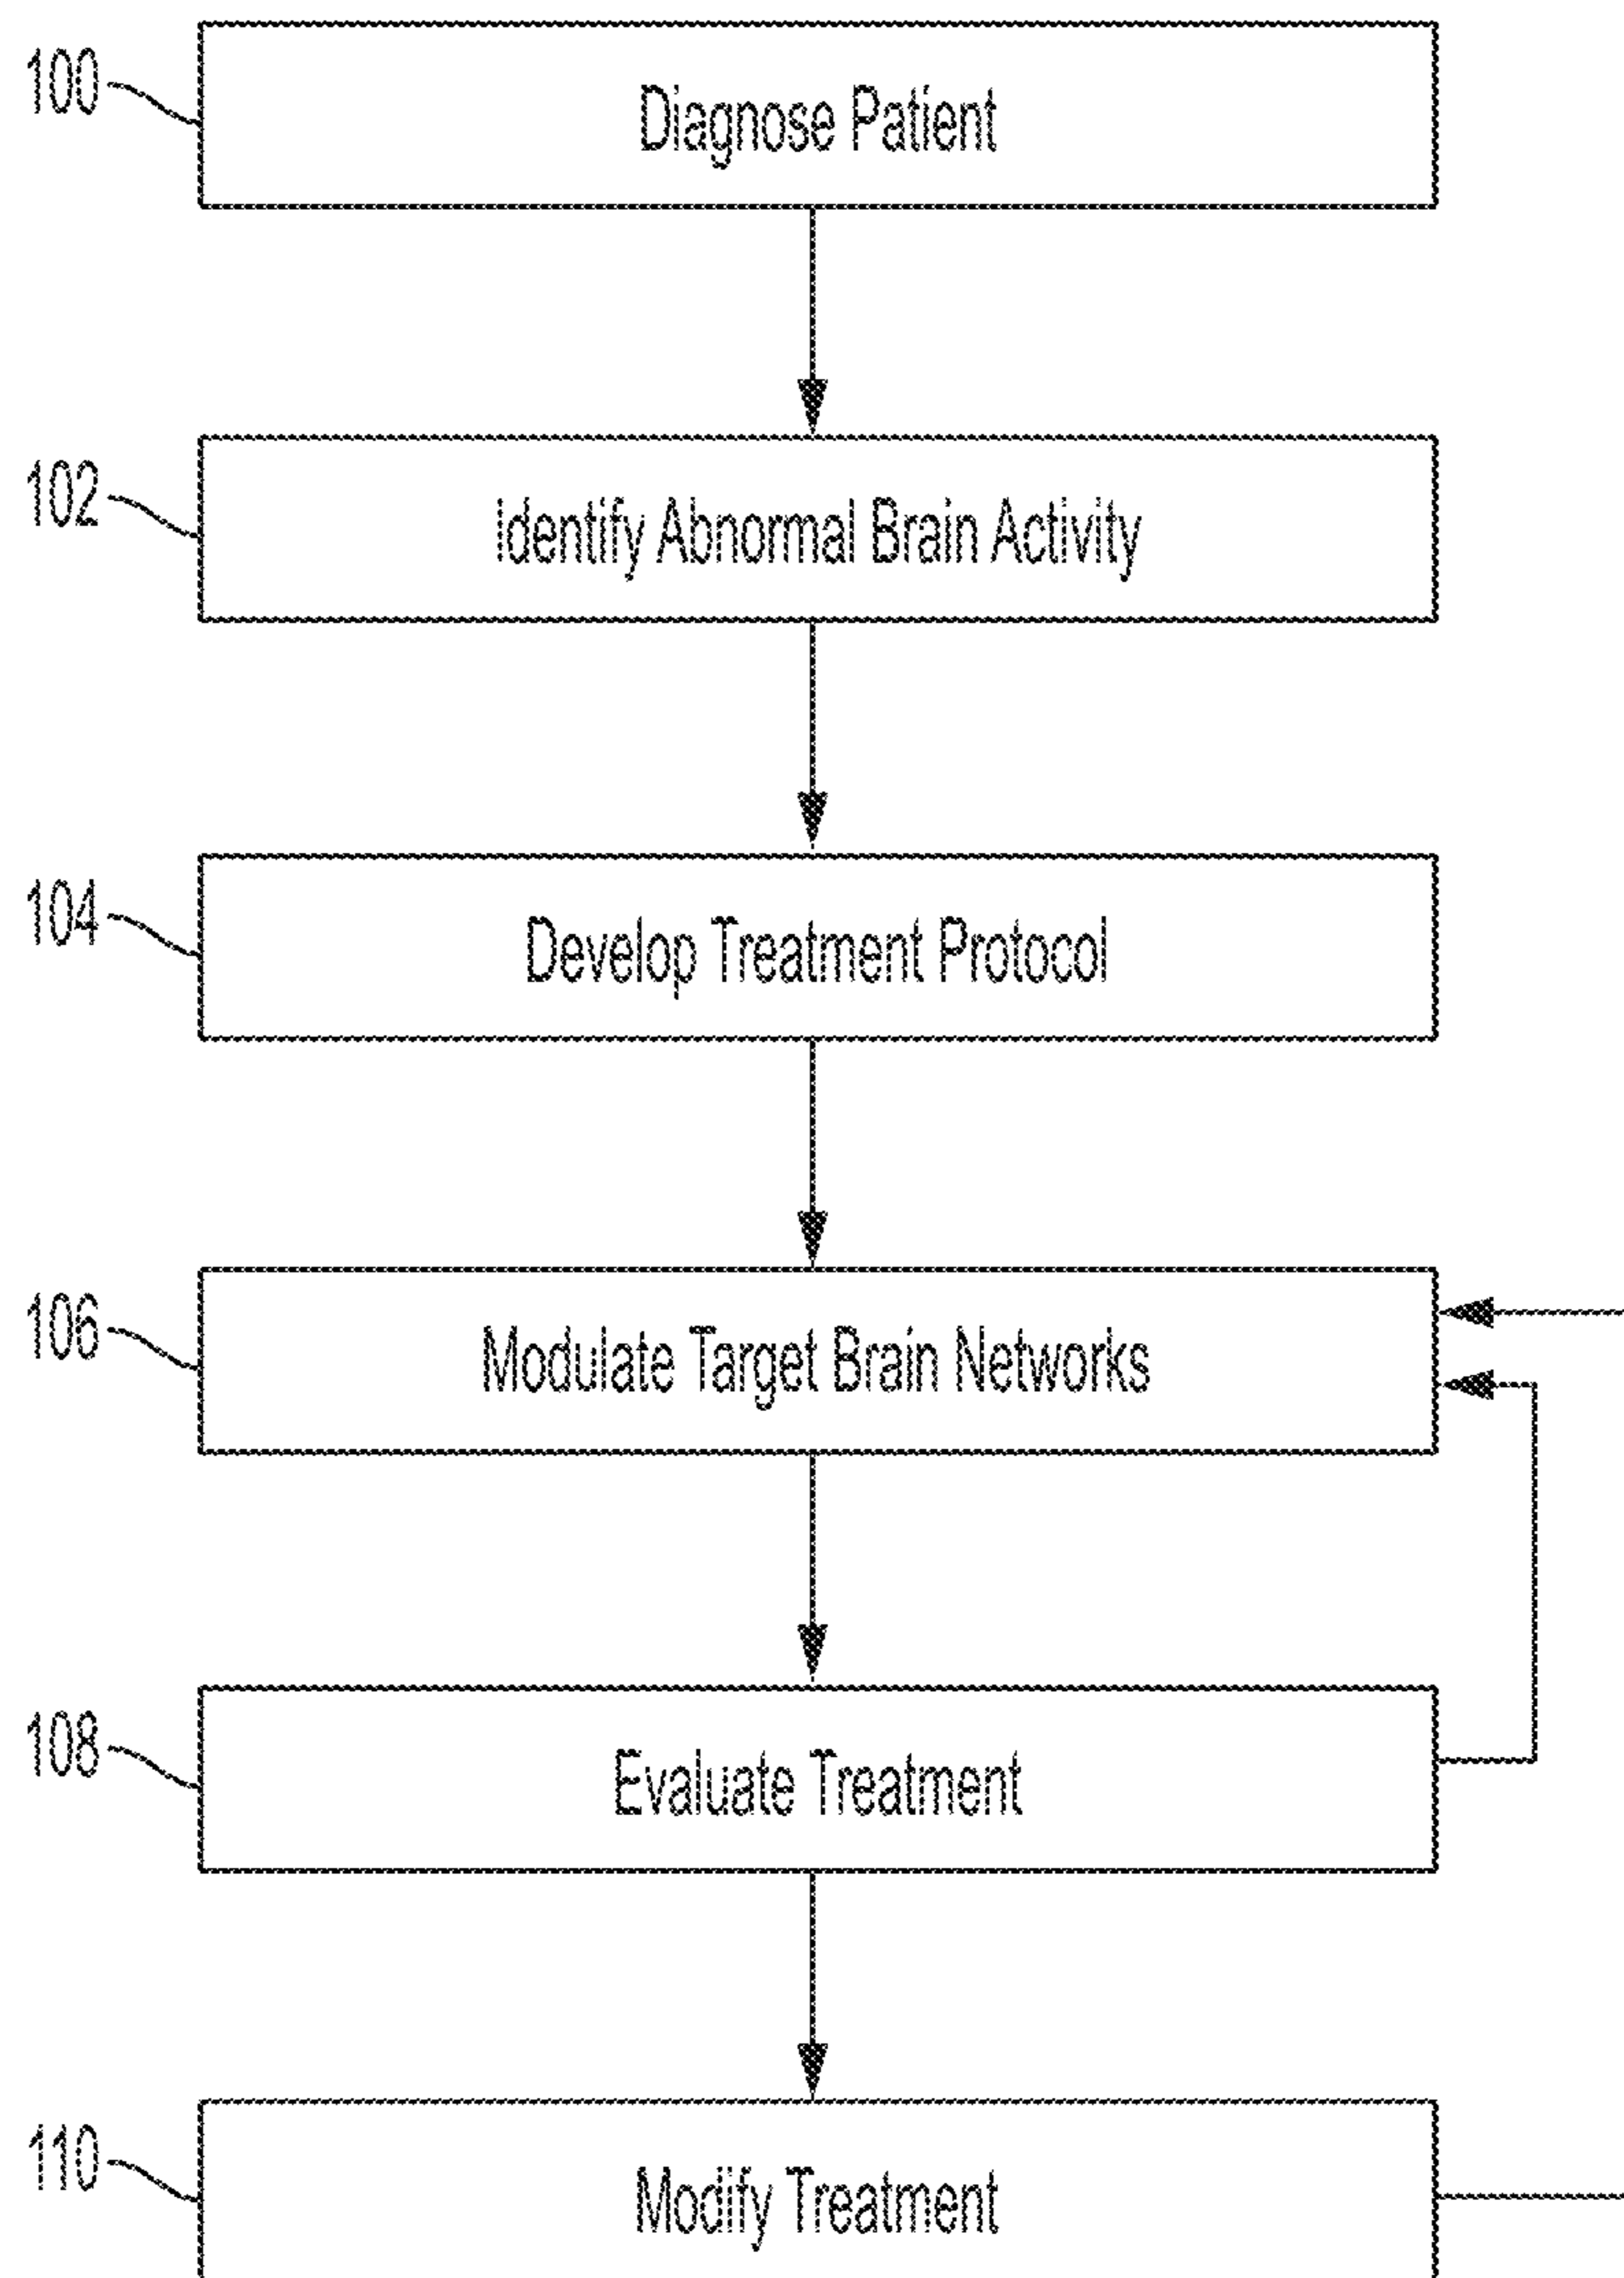 100
Diagnose Patient
102
Identify Abnormal Brain Activity
104
Develop Treatment Protocol
106
Modulate Target Brain Networks
108
Evaluate Treatment
110
Modify Treatment